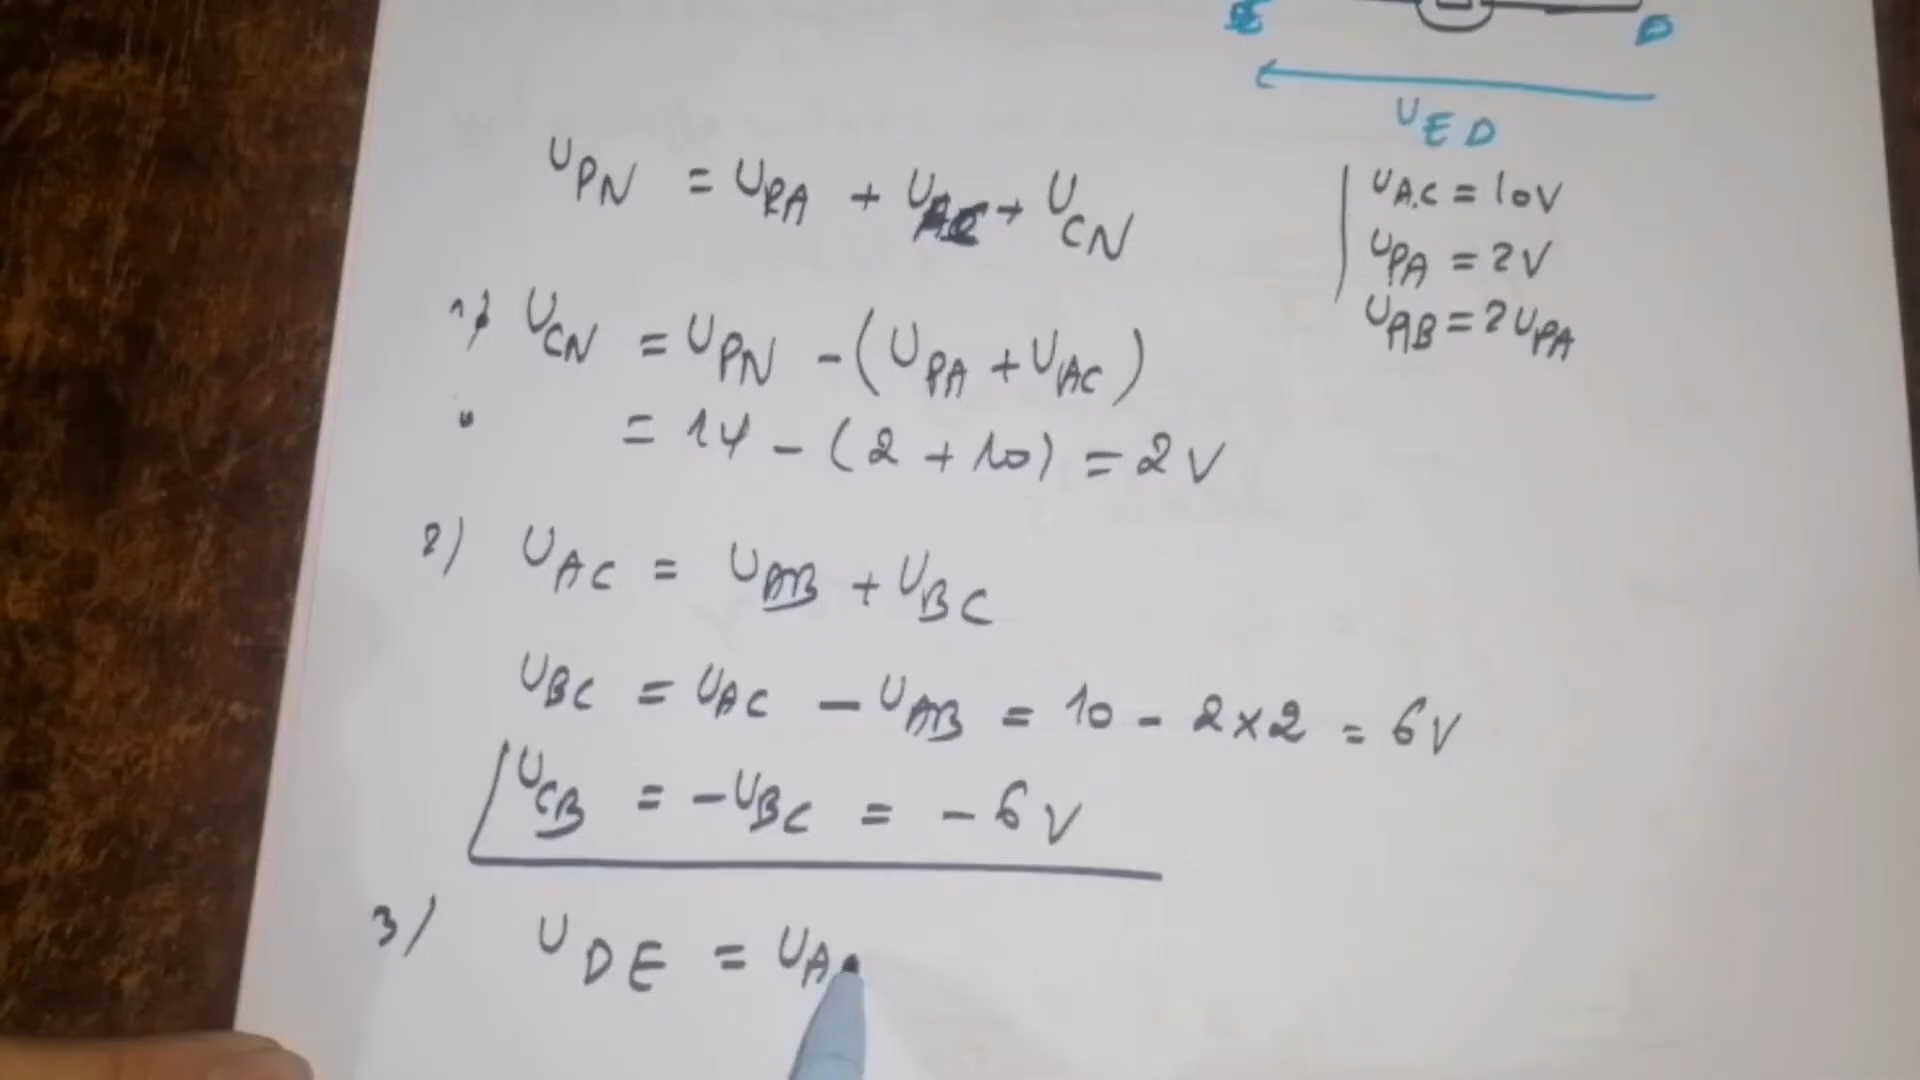 E D
U_ED
U_PN = U_PA + U_AC + U_CN
U_AC = 10V
U_PA = 2V
U_AB = 2U_PA
1) U_CN = U_PN - (U_PA + U_AC)
" = 14 - (2 + 10) = 2V
2) U_AC = U_AB + U_BC
U_BC = U_AC - U_AB = 10 - 2×2 = 6V
U_CB = -U_BC = -6V
3) U_DE = U_A